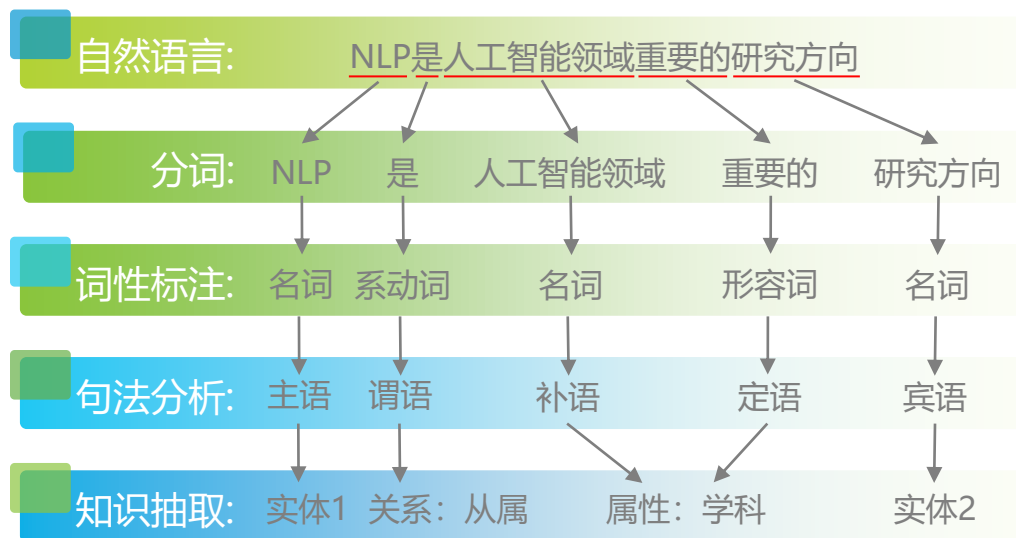 自然语言: NLP是人工智能领域重要的研究方向
分词: NLP 是 人工智能领域 重要的 研究方向
词性标注: 名词 系动词 名词 形容词 名词
句法分析: 主语 谓语 补语 定语 宾语
知识抽取: 实体1 关系：从属 属性：学科 实体2